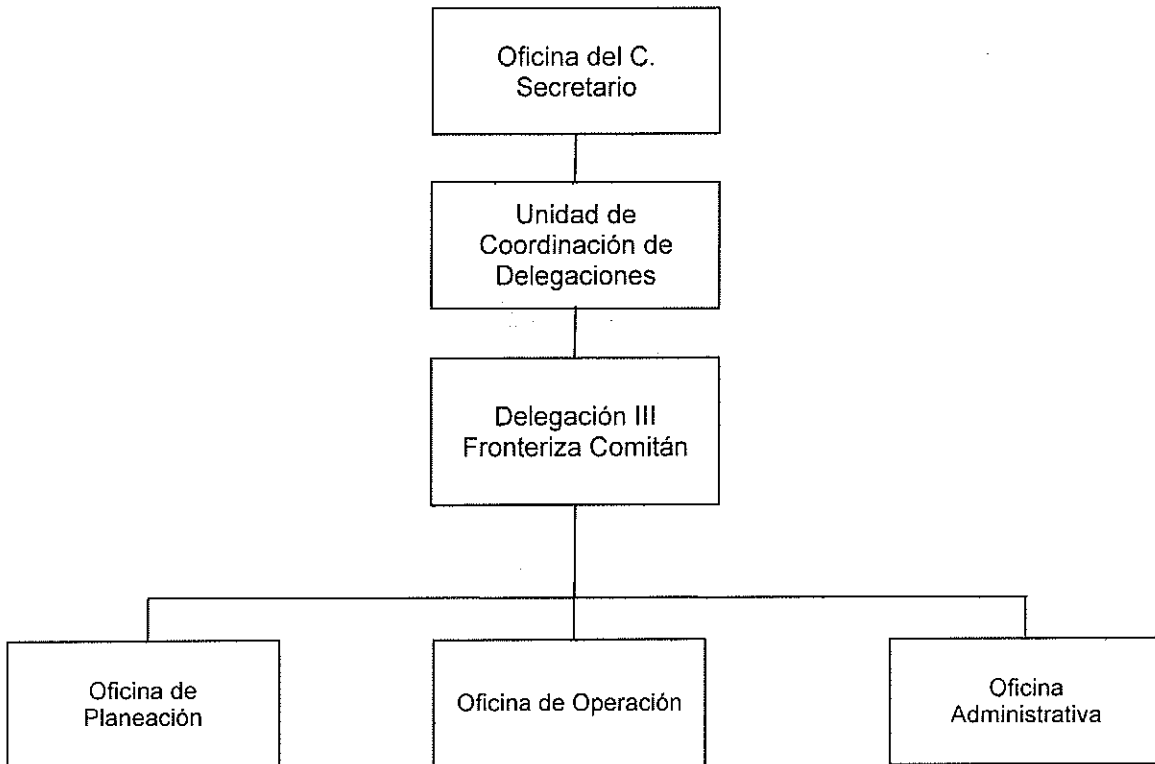 Oficina del C.
Secretario
Unidad de
Coordinación de
Delegaciones
Delegación III
Fronteriza Comitán
Oficina de
Planeación
Oficina de Operación
Oficina
Administrativa